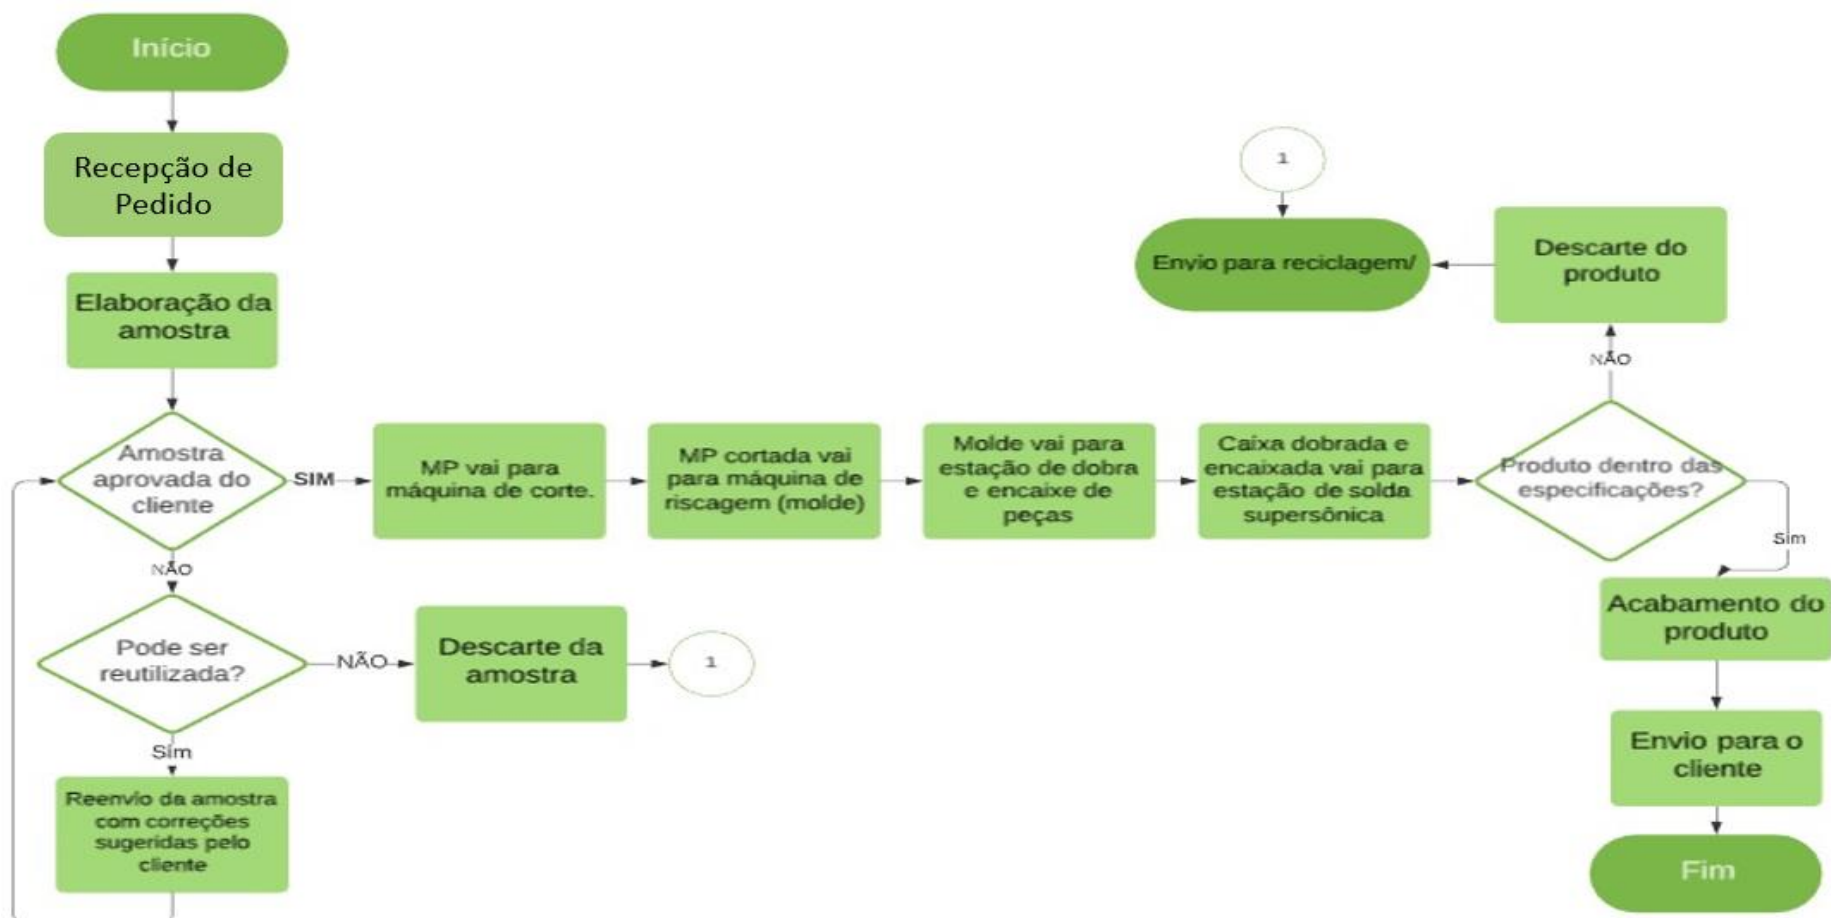 Início
Recepção de
Pedido
Elaboração da
amostra
Amostra
aprovada do
cliente
SIM
MP vai para
máquina de corte.
MP cortada vai
para máquina de
riscagem (molde)
Molde vai para
estação de dobra
e encaixe de
peças
Caixa dobrada e
encaixada vai para
estação de solda
supersônica
Produto dentro das
especificações?
NÃO
Descarte do
produto
Envio para reciclagem/
1
Sim
Acabamento do
produto
Envio para o
cliente
Fim
NÃO
Pode ser
reutilizada?
NÃO
Descarte da
amostra
1
Sim
Reenvio da amostra
com correções
sugeridas pelo
cliente